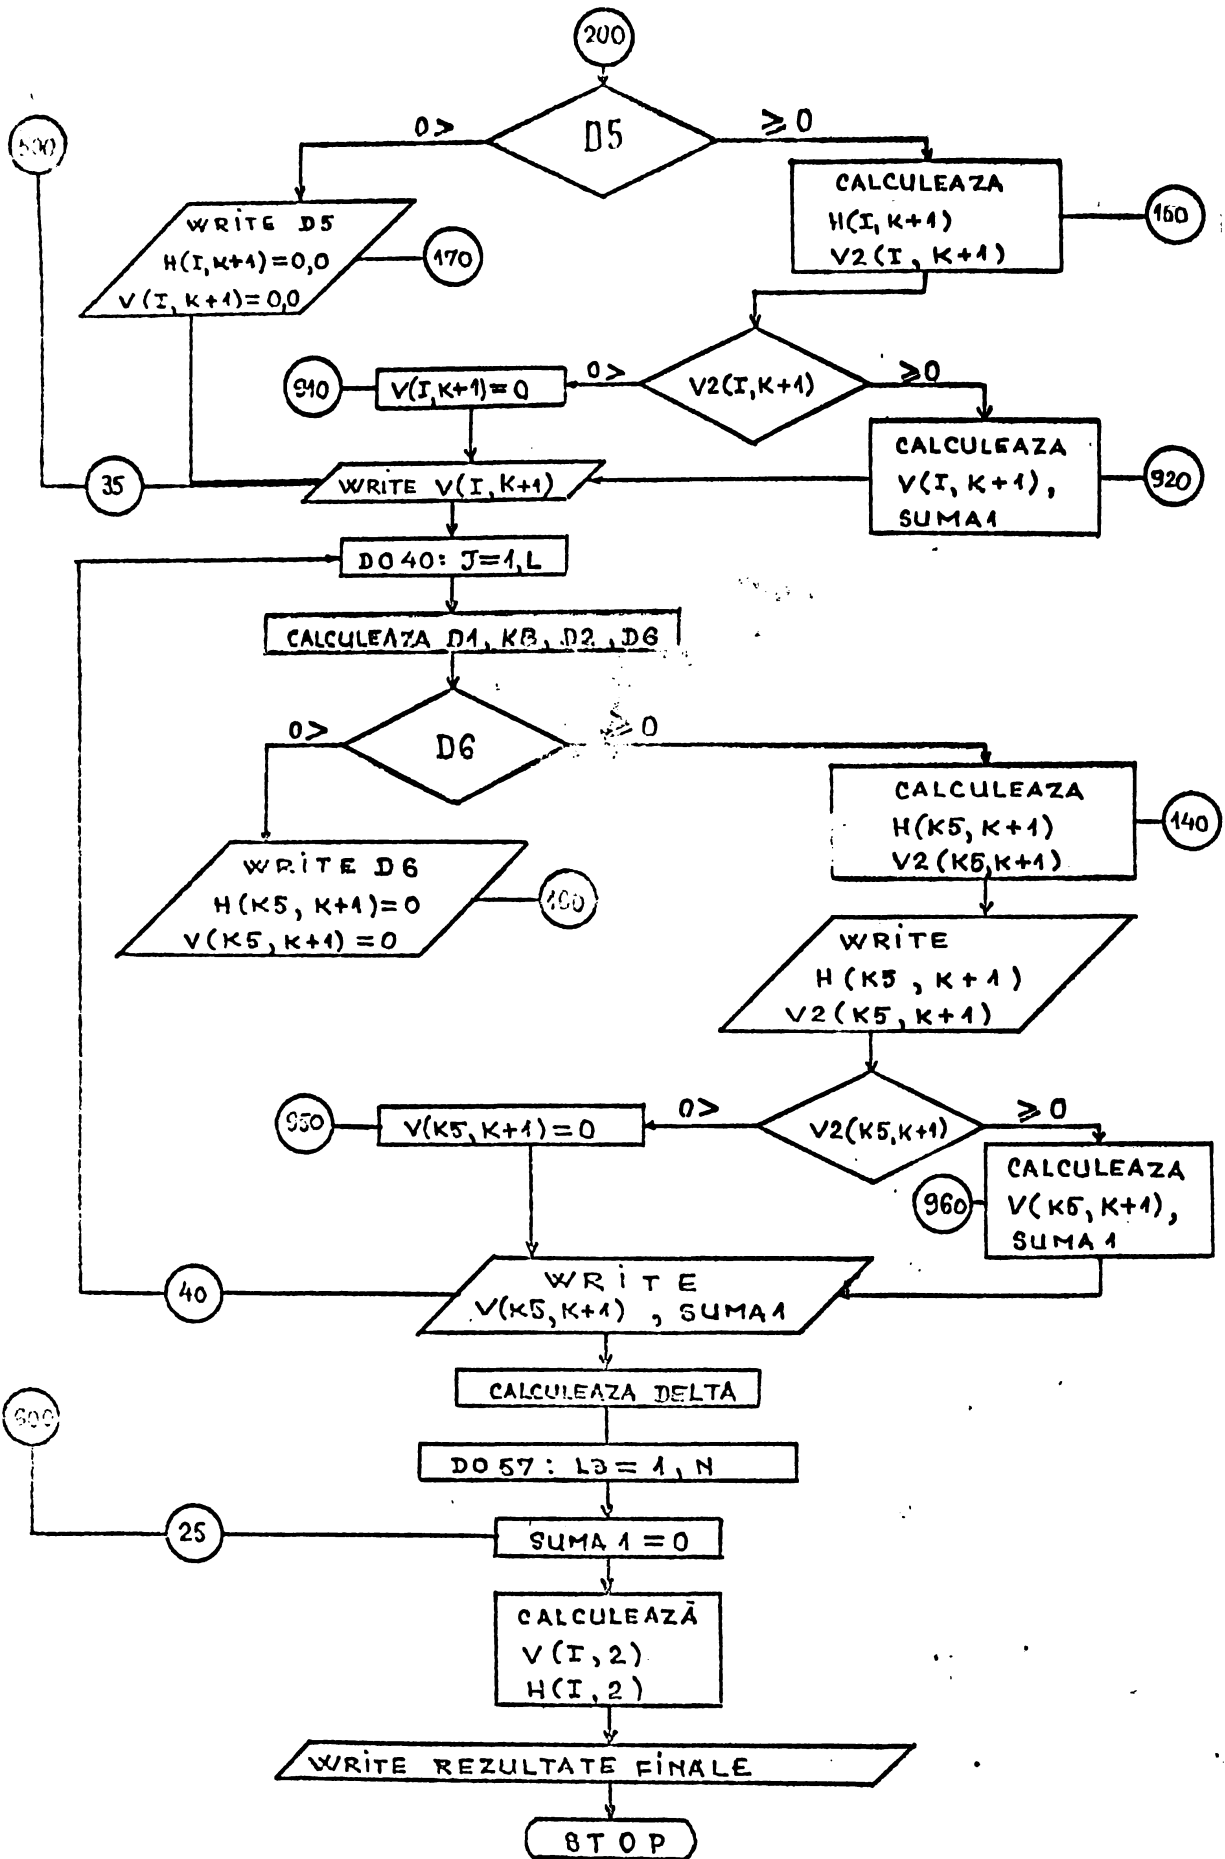 200
0>
D5
≥0
CALCULEAZA
H(I,K+1)
V2(I,K+1)
160
WRITE D5
H(I,K+1)=0,0
V(I,K+1)=0,0
170
910
V(I,K+1)=0
0>
V2(I,K+1)
≥0
CALCULEAZA
V(I,K+1),
SUMA1
920
35
WRITE V(I,K+1)
DO 40: J=1,L
CALCULEAZA D1, KB, D2, D6
0>
D6
≥0
CALCULEAZA
H(K5,K+1)
V2(K5,K+1)
140
WRITE D6
H(K5,K+1)=0
V(K5,K+1)=0
WRITE
H(K5,K+1)
V2(K5,K+1)
950
V(K5,K+1)=0
0>
V2(K5,K+1)
≥0
CALCULEAZA
V(K5,K+1),
SUMA1
960
40
WRITE
V(K5,K+1), SUMA1
CALCULEAZA DELTA
DO 57: L3=1,N
25
SUMA 1=0
CALCULEAZĂ
V(I,2)
H(I,2)
WRITE REZULTATE FINALE
STOP